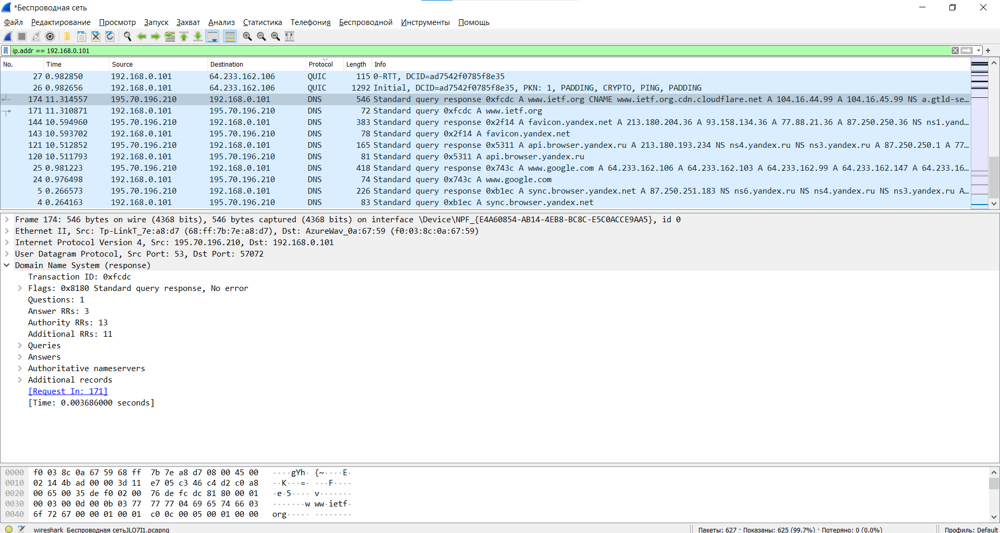 *Беспроводная сеть
Файл Редактирование Просмотр Запуск Захват Анализ Статистика Телефония Беспроводной Инструменты Помощь
ip.addr == 192.168.0.101
No. Time Source Destination Protocol Length Info
27 0.982850 192.168.0.101 64.233.162.106 QUIC 115 0-RTT, DCID=ad7542f0785f8e35
26 0.982656 192.168.0.101 64.233.162.106 QUIC 1292 Initial, DCID=ad7542f0785f8e35, PKN: 1, PADDING, CRYPTO, PING, PADDING
174 11.314557 195.70.196.210 192.168.0.101 DNS 546 Standard query response 0xfcdc A www.ietf.org CNAME www.ietf.org.cdn.cloudflare.net A 104.16.44.99 A 104.16.45.99 NS a.gtld-se…
171 11.310871 192.168.0.101 195.70.196.210 DNS 72 Standard query 0xfcdc A www.ietf.org
144 10.594960 195.70.196.210 192.168.0.101 DNS 383 Standard query response 0x2f14 A favicon.yandex.net A 213.180.204.36 A 93.158.134.36 A 77.88.21.36 A 87.250.250.36 NS ns1.yand…
143 10.593702 192.168.0.101 195.70.196.210 DNS 78 Standard query 0x2f14 A favicon.yandex.net
121 10.512852 195.70.196.210 192.168.0.101 DNS 165 Standard query response 0x5311 A api.browser.yandex.ru A 213.180.193.234 NS ns4.yandex.ru NS ns3.yandex.ru A 87.250.250.1 A 77…
120 10.511793 192.168.0.101 195.70.196.210 DNS 81 Standard query 0x5311 A api.browser.yandex.ru
25 0.981223 195.70.196.210 192.168.0.101 DNS 418 Standard query response 0x743c A www.google.com A 64.233.162.106 A 64.233.162.103 A 64.233.162.99 A 64.233.162.147 A 64.233.16…
24 0.976498 192.168.0.101 195.70.196.210 DNS 74 Standard query 0x743c A www.google.com
5 0.266573 195.70.196.210 192.168.0.101 DNS 226 Standard query response 0xb1ec A sync.browser.yandex.net A 87.250.251.183 NS ns6.yandex.ru NS ns4.yandex.ru NS ns3.yandex.ru A…
4 0.264163 192.168.0.101 195.70.196.210 DNS 83 Standard query 0xb1ec A sync.browser.yandex.net
Frame 174: 546 bytes on wire (4368 bits), 546 bytes captured (4368 bits) on interface \Device\NPF_{E4A60854-AB14-4EB8-BC8C-E5C0ACCE9AA5}, id 0
Ethernet II, Src: Tp-LinkT_7e:a8:d7 (68:ff:7b:7e:a8:d7), Dst: AzureWav_0a:67:59 (f0:03:8c:0a:67:59)
Internet Protocol Version 4, Src: 195.70.196.210, Dst: 192.168.0.101
User Datagram Protocol, Src Port: 53, Dst Port: 57072
Domain Name System (response)
Transaction ID: 0xfcdc
Flags: 0x8180 Standard query response, No error
Questions: 1
Answer RRs: 3
Authority RRs: 13
Additional RRs: 11
Queries
Answers
Authoritative nameservers
Additional records
[Request In: 171]
[Time: 0.003686000 seconds]
0000 f0 03 8c 0a 67 59 68 ff 7b 7e a8 d7 08 00 45 00 ····gYh· {~····E·
0010 02 14 4b ad 00 00 3d 11 e7 05 c3 46 c4 d2 c0 a8 ··K···=· ···F····
0020 00 65 00 35 de f0 02 00 76 de fc dc 81 80 00 01 ·e·5···· v·······
0030 00 03 00 0d 00 0b 03 77 77 77 04 69 65 74 66 03 ·······w ww·ietf·
0040 6f 72 67 00 00 01 00 01 c0 0c 00 05 00 01 00 00 org····· ········
wireshark_Беспроводная сетьJLO7I1.pcapng Пакеты: 627 · Показаны: 625 (99.7%) · Потеряно: 0 (0.0%) Профиль: Default